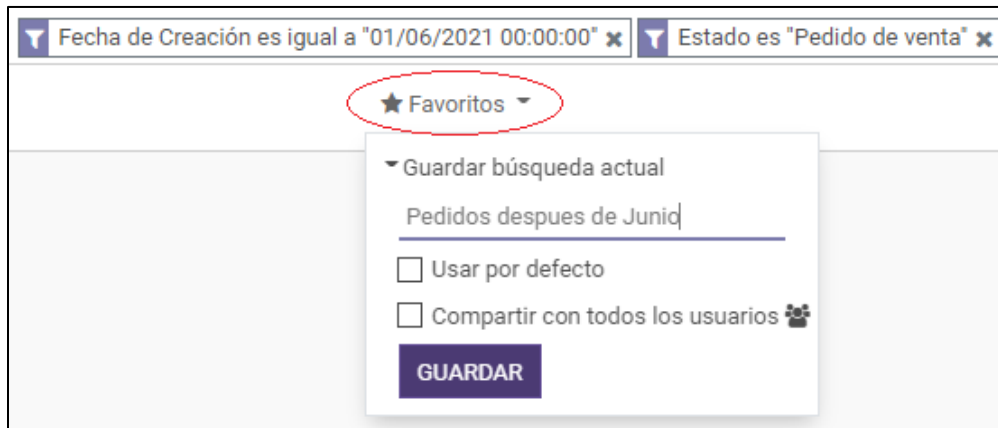 Fecha de Creación es igual a "01/06/2021 00:00:00" Estado es "Pedido de venta"
Favoritos
Guardar búsqueda actual
Pedidos despues de Junio
Usar por defecto
Compartir con todos los usuarios
GUARDAR